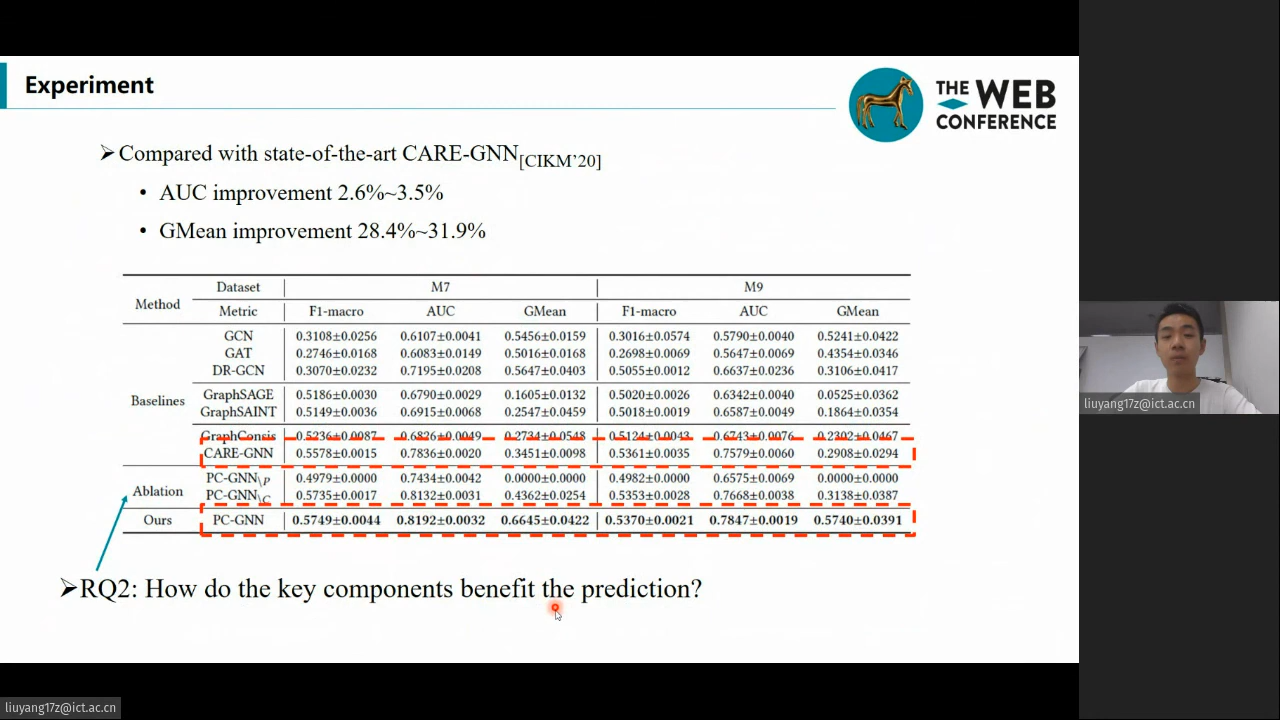 Experiment
THE WEB
CONFERENCE
➢Compared with state-of-the-art CARE-GNN[CIKM'20]
• AUC improvement 2.6%~3.5%
• GMean improvement 28.4%~31.9%
Method Dataset M7 M9
Metric F1-macro AUC GMean F1-macro AUC GMean
Baselines
GCN 0.3108±0.0256 0.6107±0.0041 0.5456±0.0159 0.3016±0.0574 0.5790±0.0040 0.5241±0.0422
GAT 0.2746±0.0168 0.6083±0.0149 0.5016±0.0168 0.2698±0.0069 0.5647±0.0069 0.4354±0.0346
DR-GCN 0.3070±0.0232 0.7195±0.0208 0.5647±0.0403 0.5055±0.0012 0.6637±0.0236 0.3106±0.0417
GraphSAGE 0.5186±0.0030 0.6790±0.0029 0.1605±0.0132 0.5020±0.0026 0.6342±0.0040 0.0525±0.0362
GraphSAINT 0.5149±0.0036 0.6915±0.0068 0.2547±0.0459 0.5018±0.0019 0.6587±0.0049 0.1864±0.0354
GraphConsis 0.5236±0.0087 0.6826±0.0049 0.2734±0.0548 0.5124±0.0043 0.6743±0.0076 0.2302±0.0467
CARE-GNN 0.5578±0.0015 0.7836±0.0020 0.3451±0.0098 0.5361±0.0035 0.7579±0.0060 0.2908±0.0294
Ablation
PC-GNN\P 0.4979±0.0000 0.7434±0.0042 0.0000±0.0000 0.4982±0.0000 0.6575±0.0069 0.0000±0.0000
PC-GNN\C 0.5735±0.0017 0.8132±0.0031 0.4362±0.0254 0.5353±0.0028 0.7668±0.0038 0.3138±0.0387
Ours PC-GNN 0.5749±0.0044 0.8192±0.0032 0.6645±0.0422 0.5370±0.0021 0.7847±0.0019 0.5740±0.0391
➢RQ2: How do the key components benefit the prediction?
liuyang17z@ict.ac.cn
liuyang17z@ict.ac.cn